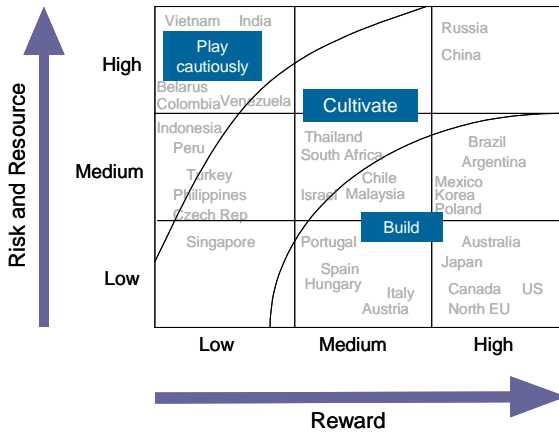 Vietnam India
Russia
Play
cautiously
China
High
Belarus
Colombia Venezuela
Cultivate
Indonesia
Thailand
South Africa
Brazil
Peru
Argentina
Medium
Turkey
Chile
Mexico
Philippines
Israel Malaysia
Korea
Czech Rep
Poland
Build
Singapore
Portugal
Australia
Spain
Japan
Low
Hungary
Italy
Canada US
Austria
North EU
Low Medium High
Reward
Risk and Resource